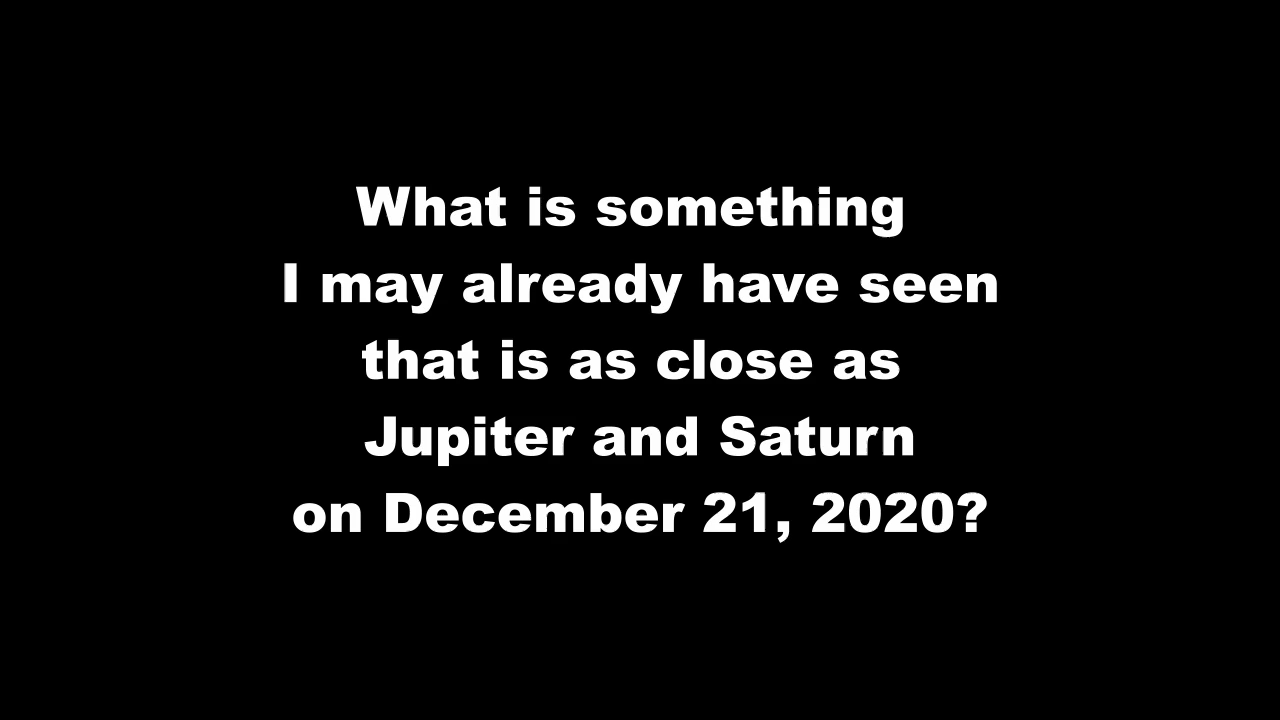 What is something
I may already have seen
that is as close as
Jupiter and Saturn
on December 21, 2020?